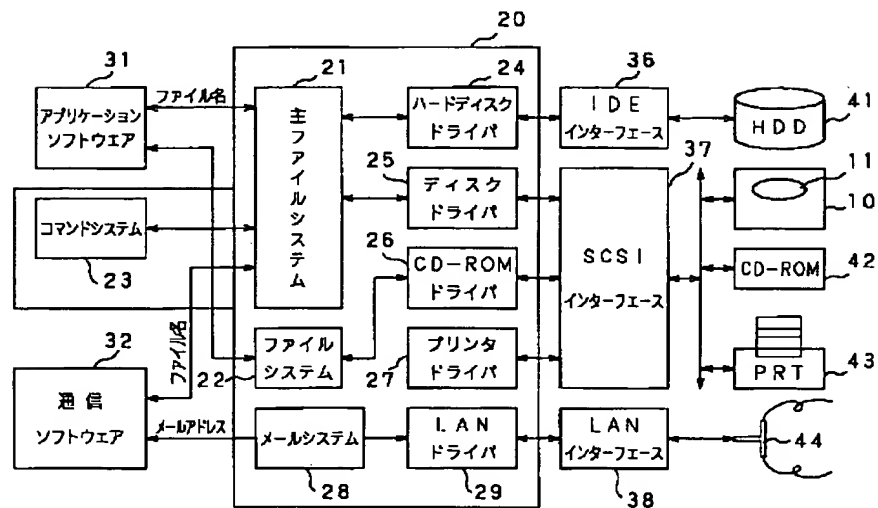 20
31
アプリケーション
ソフトウエア
ファイル名
21
主ファイルシステム
24
ハードディスク
ドライバ
36
IDE
インターフェース
HDD
41
25
ディスク
ドライバ
37
SCSI
インターフェース
11
10
コマンドシステム
23
26
CD-ROM
ドライバ
CD-ROM
42
ファイル名
22
ファイル
システム
27
プリンタ
ドライバ
PRT
43
32
通信
ソフトウエア
メールアドレス
メールシステム
28
LAN
ドライバ
29
LAN
インターフェース
38
44